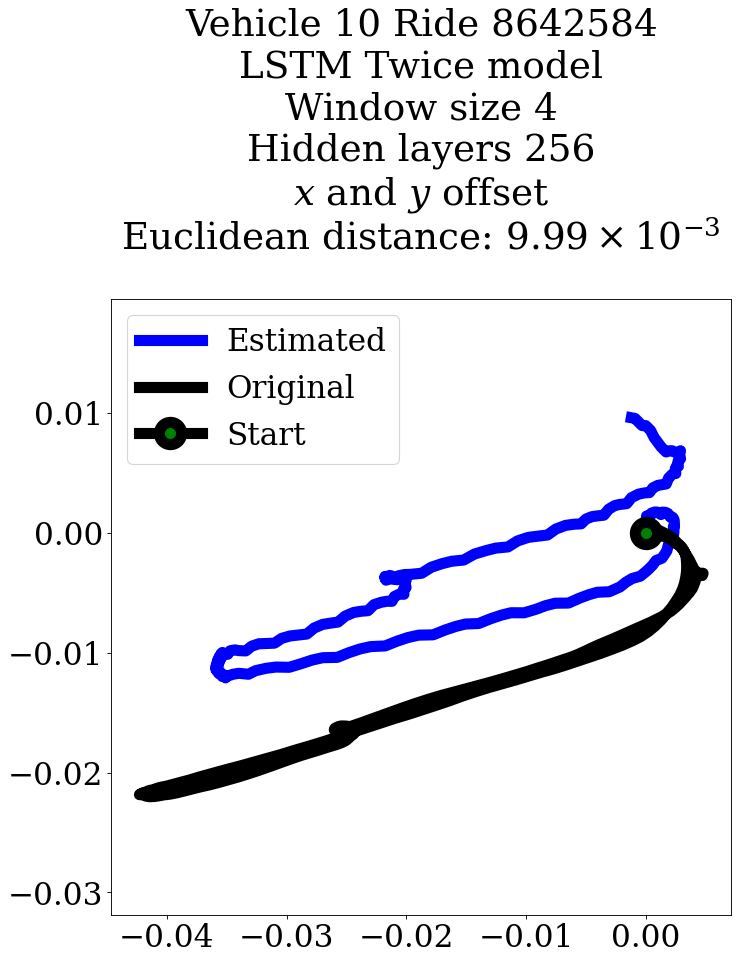 Vehicle 10 Ride 8642584
LSTM Twice model
Window size 4
Hidden layers 256
x and y offset
Euclidean distance: 9.99 × 10⁻³
Estimated
Original
Start
0.01
0.00
−0.01
−0.02
−0.03
−0.04 −0.03 −0.02 −0.01 0.00